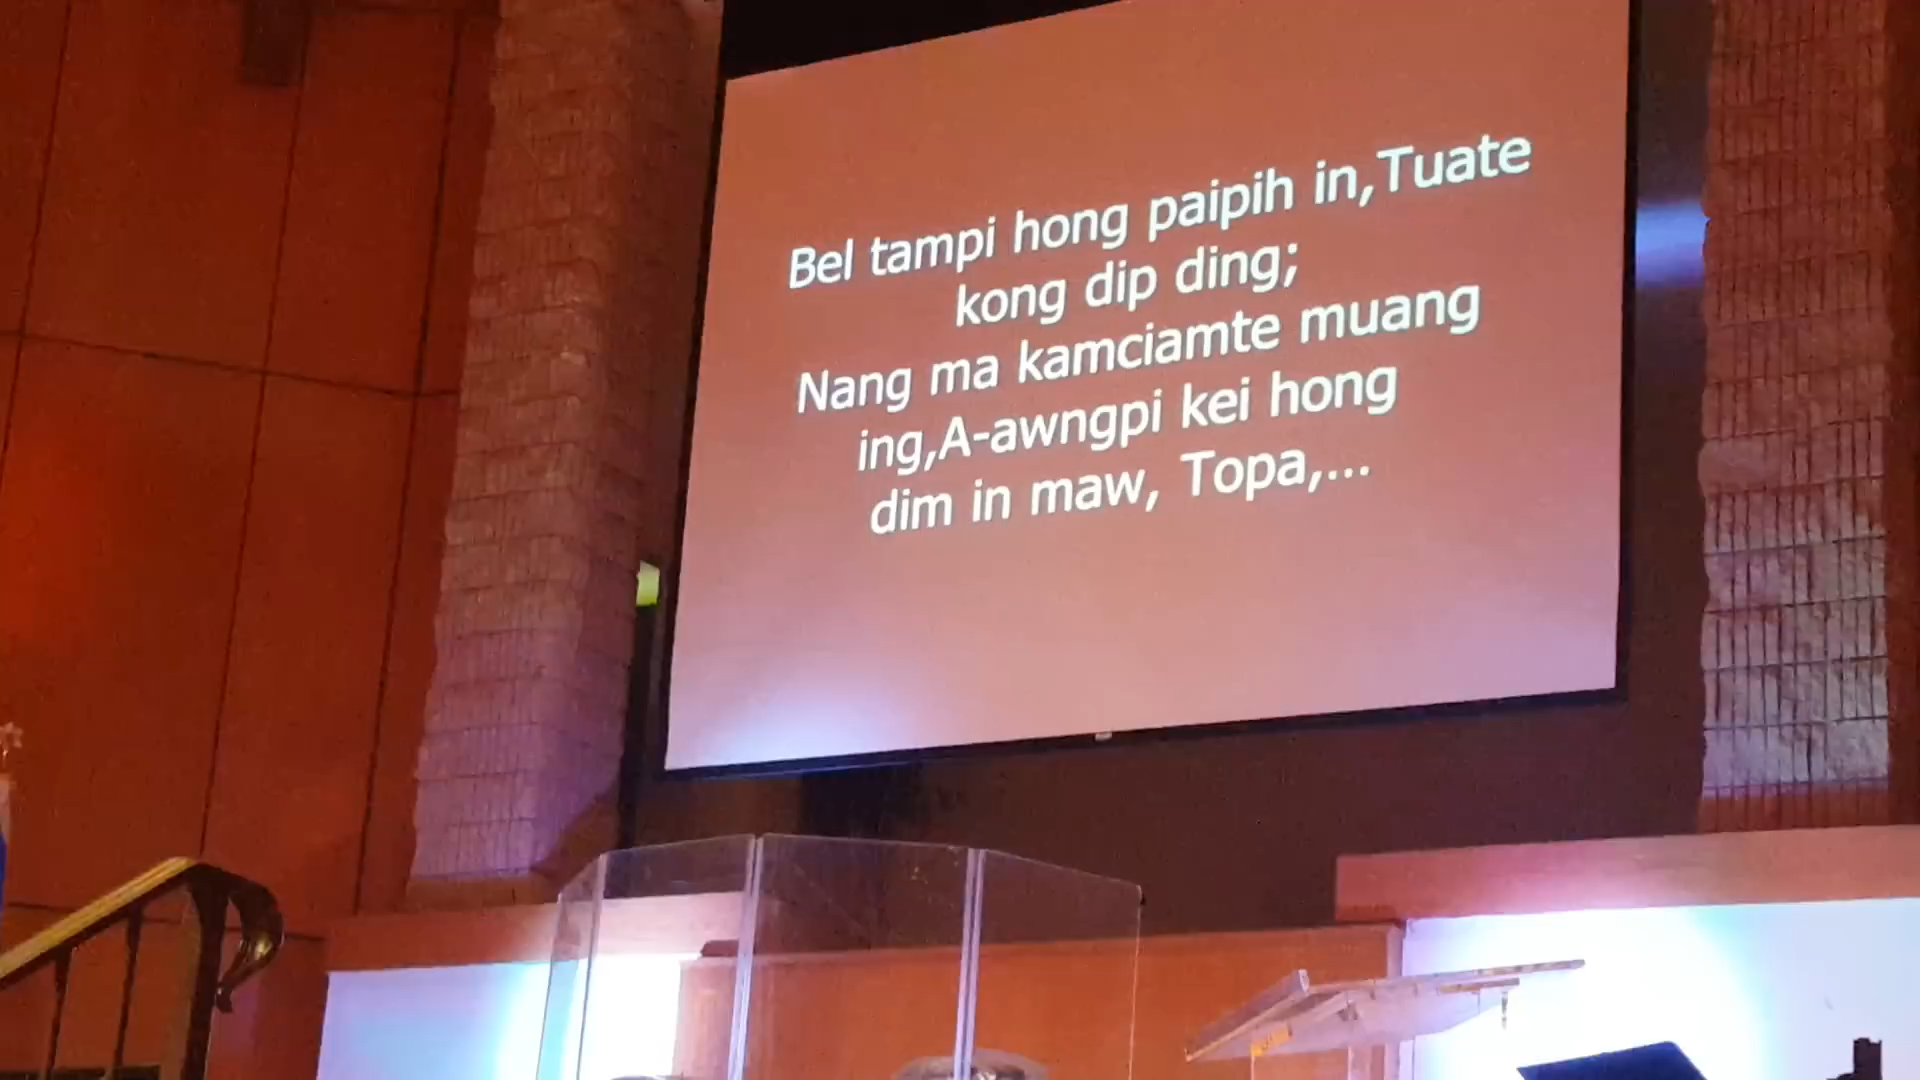 Bel tampi hong paipih in,Tuate
kong dip ding;
Nang ma kamciamte muang
ing,A-awngpi kei hong
dim in maw, Topa,...